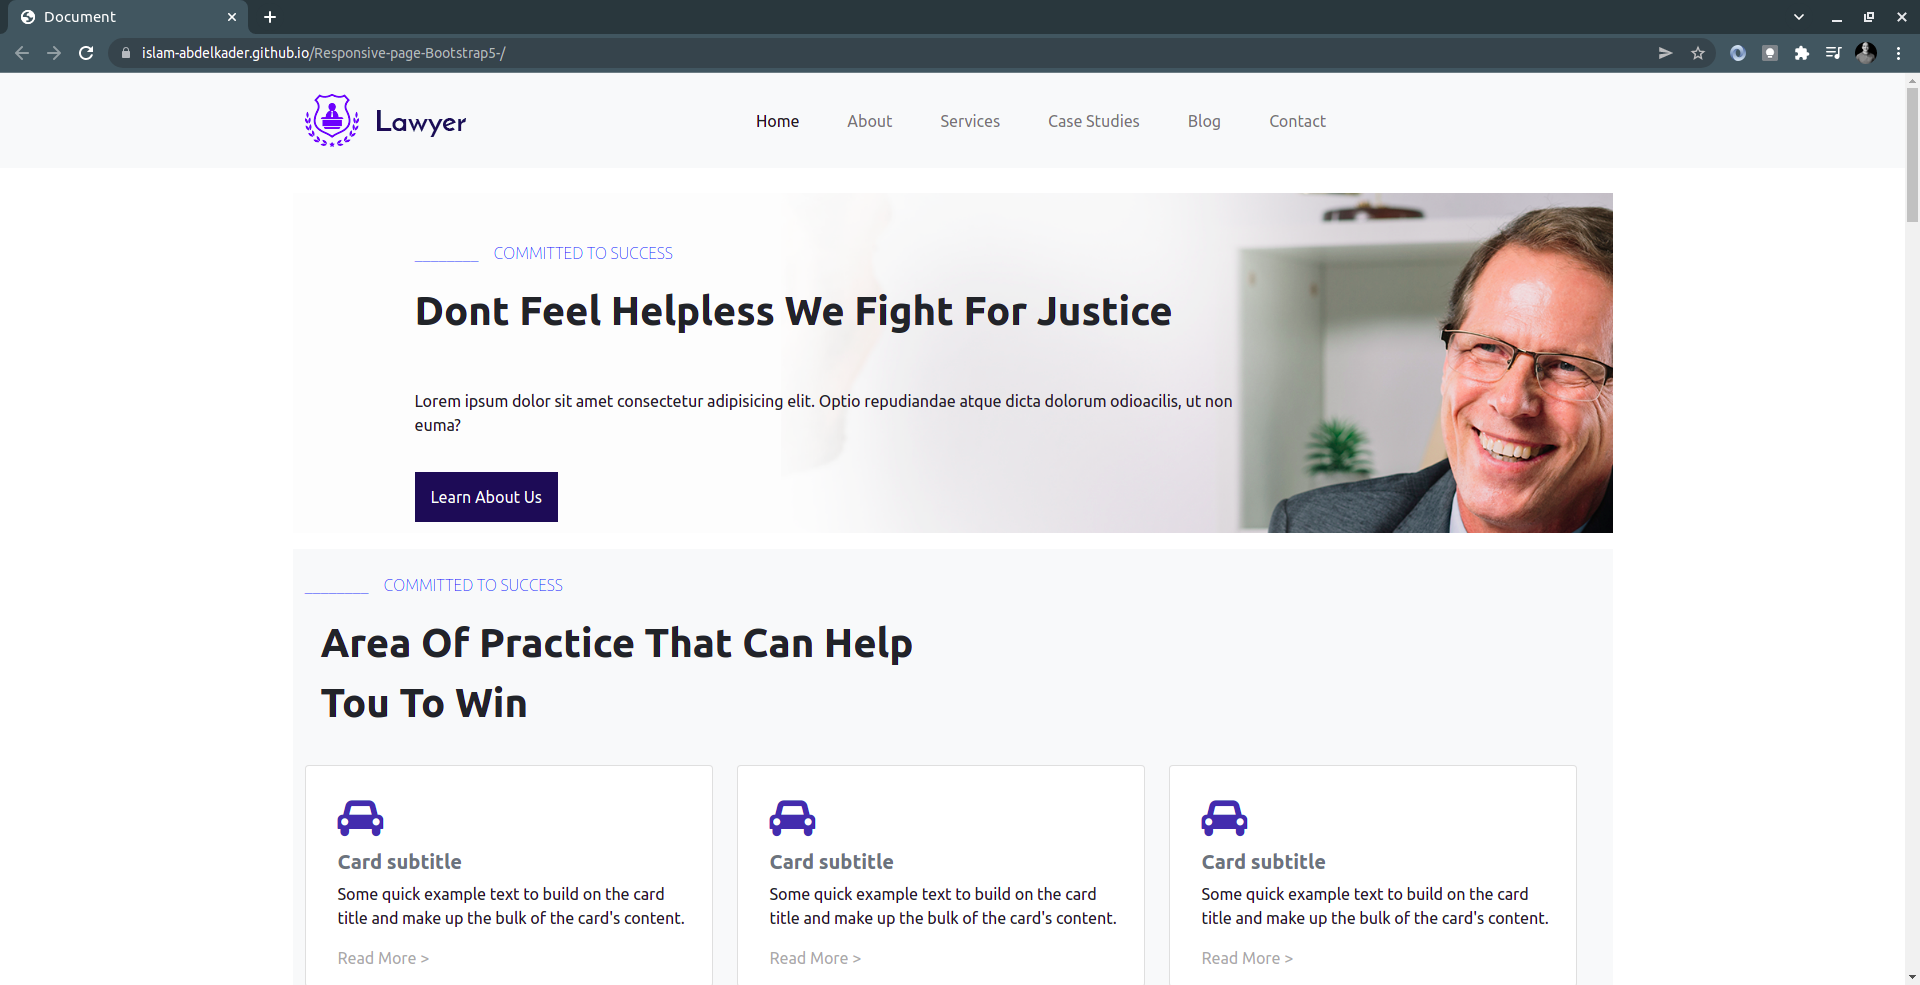 Document
islam-abdelkader.github.io/Responsive-page-Bootstrap5-/
Lawyer
Home About Services Case Studies Blog Contact
________ COMMITTED TO SUCCESS
Dont Feel Helpless We Fight For Justice
Lorem ipsum dolor sit amet consectetur adipisicing elit. Optio repudiandae atque dicta dolorum odioacilis, ut non
euma?
Learn About Us
________ COMMITTED TO SUCCESS
Area Of Practice That Can Help
Tou To Win
Card subtitle
Some quick example text to build on the card
title and make up the bulk of the card's content.
Read More >
Card subtitle
Some quick example text to build on the card
title and make up the bulk of the card's content.
Read More >
Card subtitle
Some quick example text to build on the card
title and make up the bulk of the card's content.
Read More >